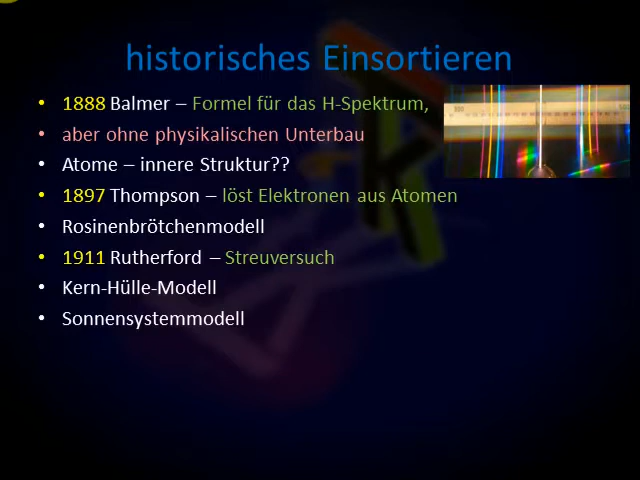 historisches Einsortieren
• 1888 Balmer – Formel für das H-Spektrum,
• aber ohne physikalischen Unterbau
• Atome – innere Struktur??
• 1897 Thompson – löst Elektronen aus Atomen
• Rosinenbrötchenmodell
• 1911 Rutherford – Streuversuch
• Kern-Hülle-Modell
• Sonnensystemmodell